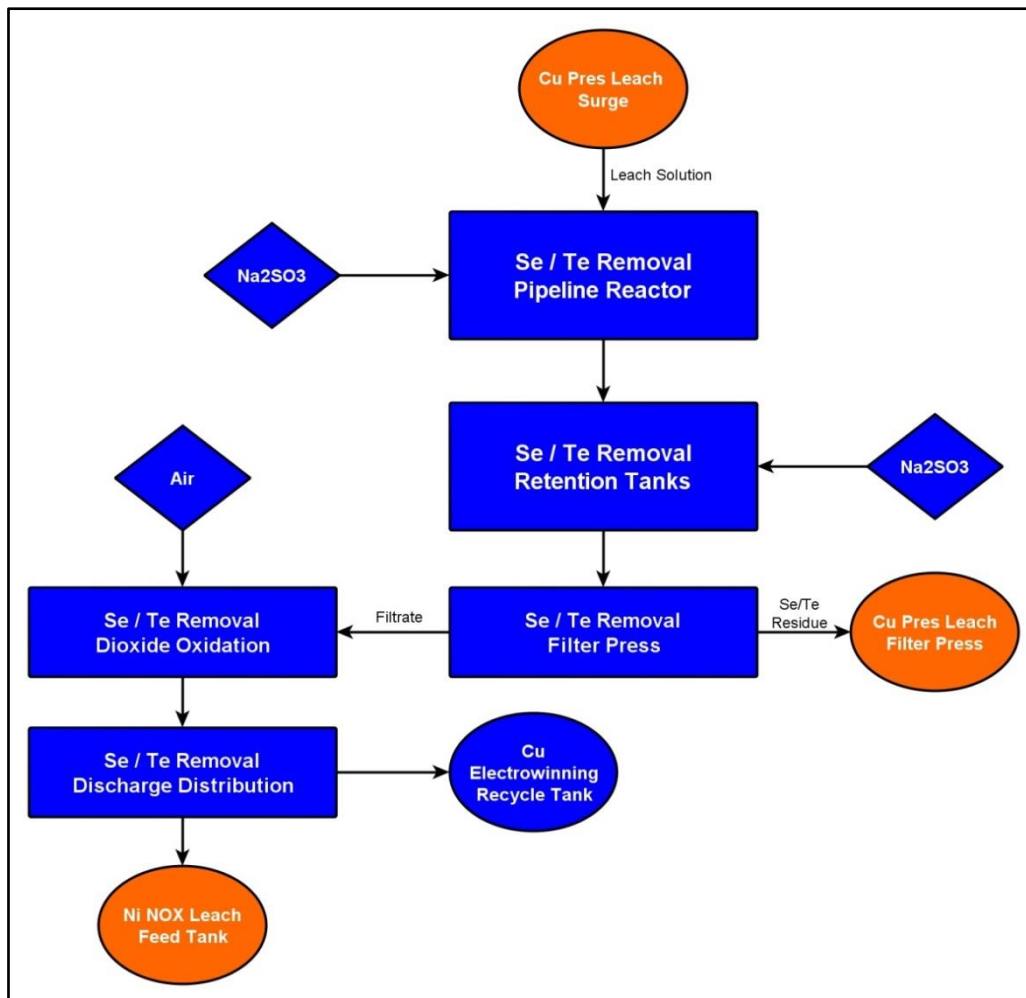 Cu Pres Leach
Surge
Leach Solution
Se / Te Removal
Pipeline Reactor
Na2SO3
Se / Te Removal
Retention Tanks
Na2SO3
Air
Se / Te Removal
Dioxide Oxidation
Filtrate
Se / Te Removal
Filter Press
Se/Te
Residue
Cu Pres Leach
Filter Press
Se / Te Removal
Discharge Distribution
Cu
Electrowinning
Recycle Tank
Ni NOX Leach
Feed Tank